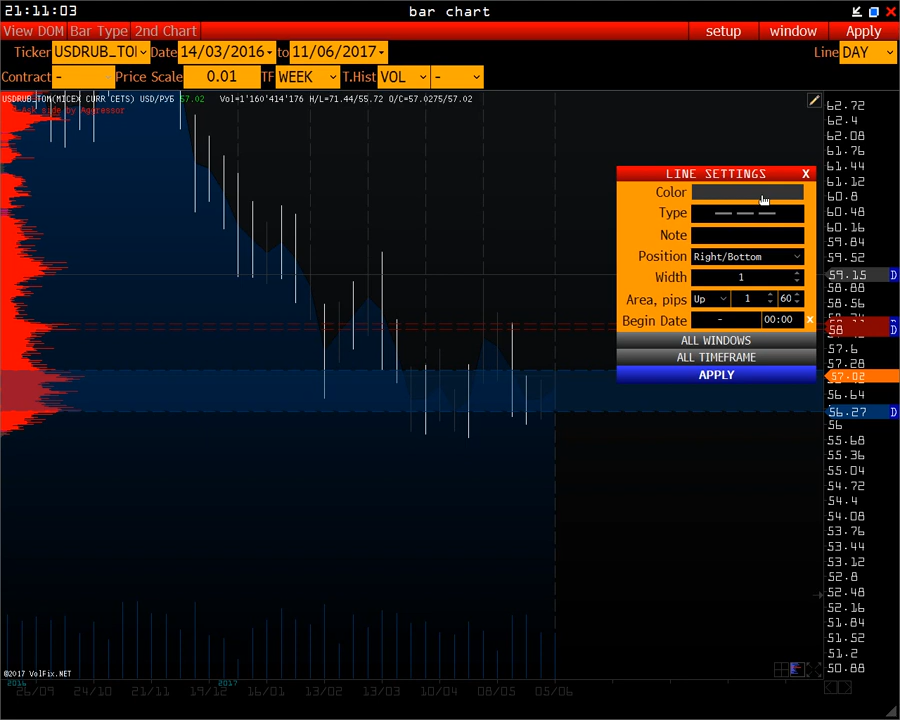 21:11:03 bar chart
View DOM Bar Type 2nd Chart setup window Apply
Ticker USDRUB_TO Date 14/03/2016 to 11/06/2017 Line DAY
Contract - Price Scale 0.01 TF WEEK T.Hist VOL -
USDRUB_TOM(MICEX CURR CETS) USD/РУБ 57.02 Vol=1'160'414'176 H/L=71.44/55.72 O/C=57.0275/57.02
Ask side by Aggressor
LINE SETTINGS X
Color
Type
Note
Position Right/Bottom
Width 1
Area, pips Up 1 60
Begin Date - 00:00 x
ALL WINDOWS
ALL TIMEFRAME
APPLY
62.72
62.4
62.08
61.76
61.44
61.12
60.8
60.48
60.16
59.84
59.52
59.15 D
58.88
58.56
58 D
57.6
57.28
57.02
56.64
56.27 D
56
55.68
55.36
55.04
54.72
54.4
54.08
53.76
53.44
53.12
52.8
52.48
52.16
51.84
51.52
51.2
50.88
©2017 VolFix.NET
2016 2017
26/09 24/10 21/11 19/12 16/01 13/02 13/03 10/04 08/05 05/06